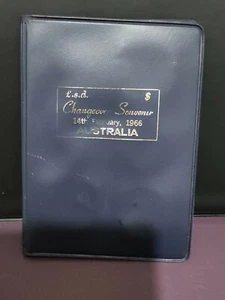 £.s.d. $
Changeover Souvenir
14th February, 1966
AUSTRALIA